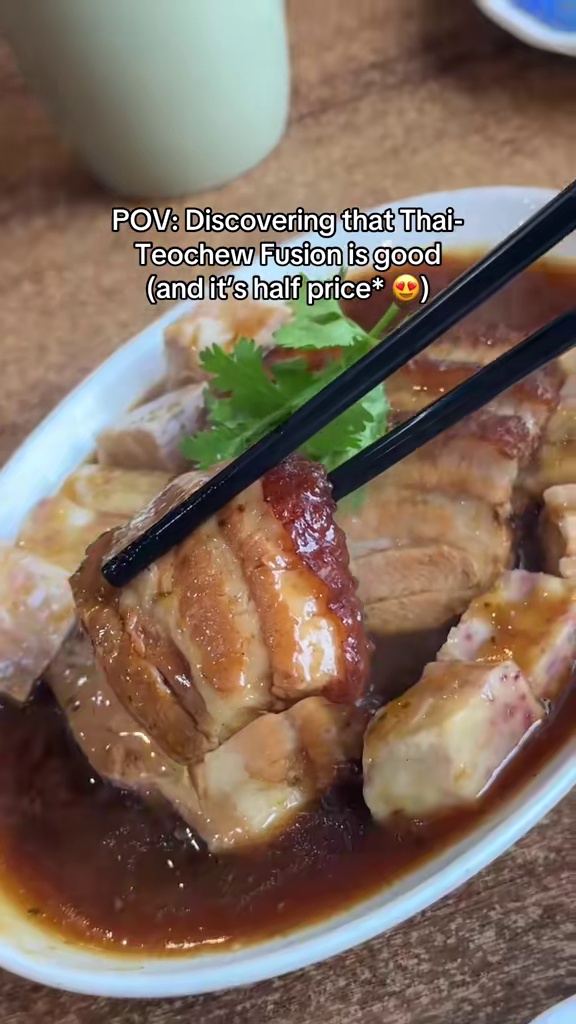 POV: Discovering that Thai-
Teochew Fusion is good
(and it's half price* 😍)